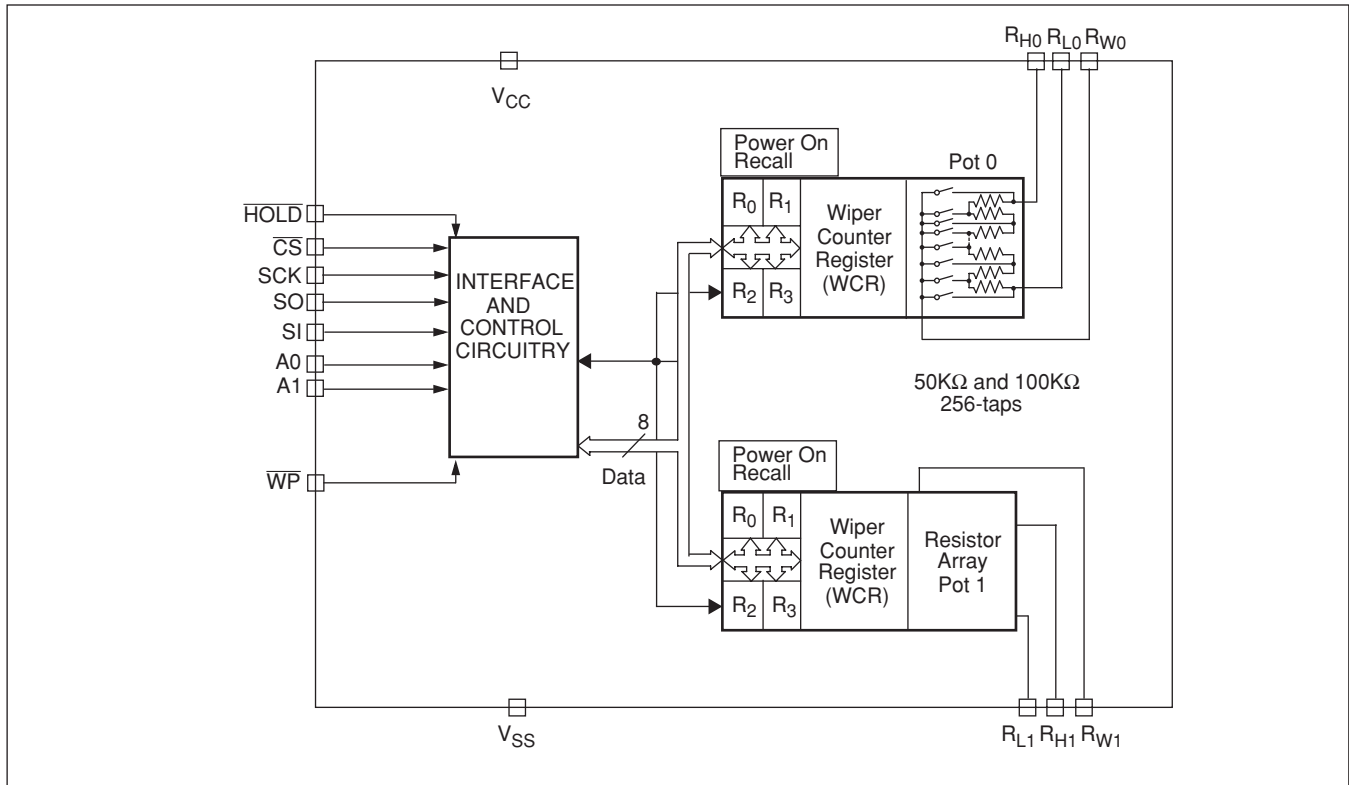 RH0 RL0 RW0
VCC
Power On
Recall
Pot 0
R0 R1
Wiper
Counter
Register
(WCR)
R2 R3
HOLD
CS
SCK
SO
SI
A0
A1
WP
INTERFACE
AND
CONTROL
CIRCUITRY
50KΩ and 100KΩ
256-taps
8
Data
Power On
Recall
R0 R1
Wiper
Counter
Register
(WCR)
R2 R3
Resistor
Array
Pot 1
VSS
RL1 RH1 RW1